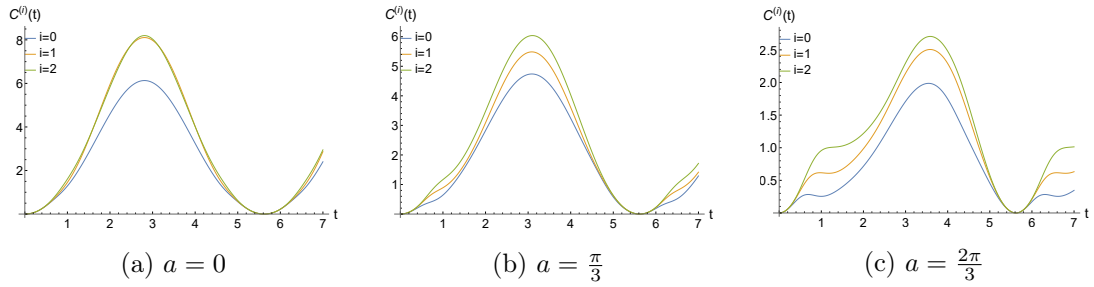 C⁽ⁱ⁾(t)
8
6
4
2
i=0
i=1
i=2
1 2 3 4 5 6 7 t
(a) a = 0
C⁽ⁱ⁾(t)
6
5
4
3
2
1
i=0
i=1
i=2
1 2 3 4 5 6 7 t
(b) a = π/3
C⁽ⁱ⁾(t)
2.5
2.0
1.5
1.0
0.5
i=0
i=1
i=2
1 2 3 4 5 6 7 t
(c) a = 2π/3